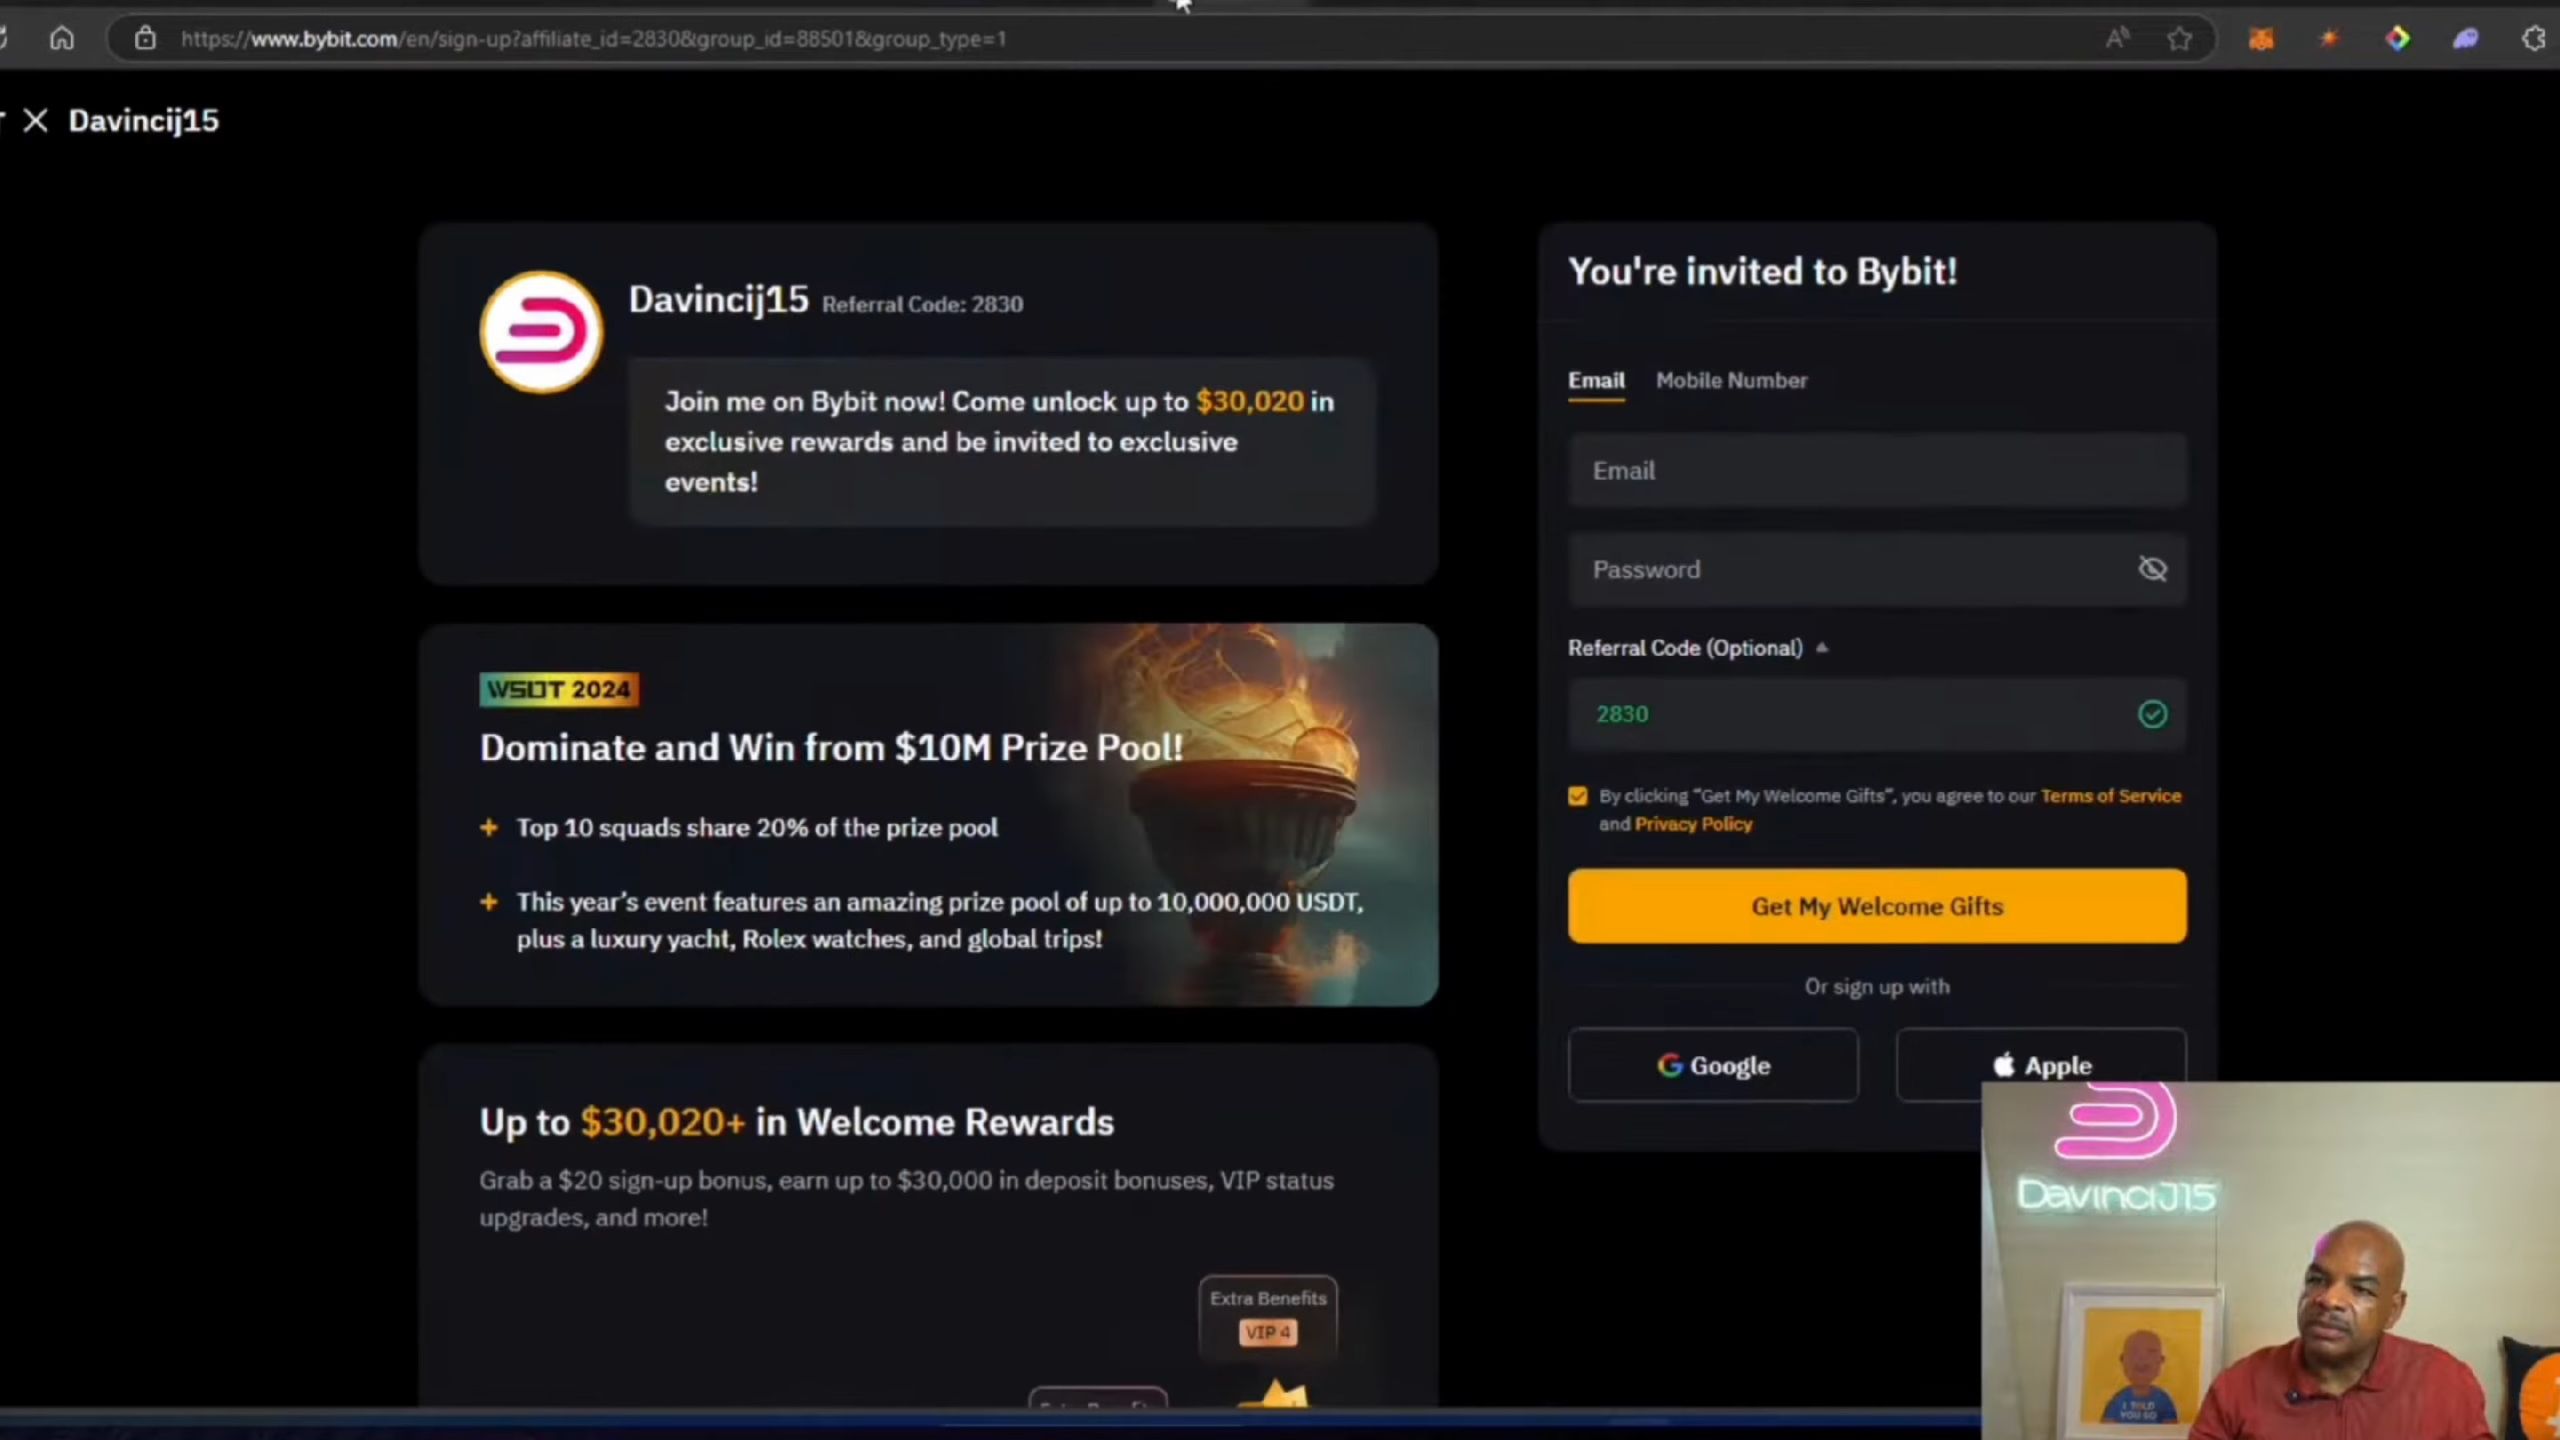 https://www.bybit.com/en/sign-up?affiliate_id=2830&group_id=88501&group_type=1
Davincij15
Davincij15 Referral Code: 2830
Join me on Bybit now! Come unlock up to $30,020 in
exclusive rewards and be invited to exclusive
events!
WSOT 2024
Dominate and Win from $10M Prize Pool!
Top 10 squads share 20% of the prize pool
This year's event features an amazing prize pool of up to 10,000,000 USDT,
plus a luxury yacht, Rolex watches, and global trips!
Up to $30,020+ in Welcome Rewards
Grab a $20 sign-up bonus, earn up to $30,000 in deposit bonuses, VIP status
upgrades, and more!
Extra Benefits
VIP 4
You're invited to Bybit!
Email Mobile Number
Email
Password
Referral Code (Optional)
2830
By clicking "Get My Welcome Gifts", you agree to our Terms of Service
and Privacy Policy
Get My Welcome Gifts
Or sign up with
Google Apple
DavinciJ15
I TOLD
YOU SO